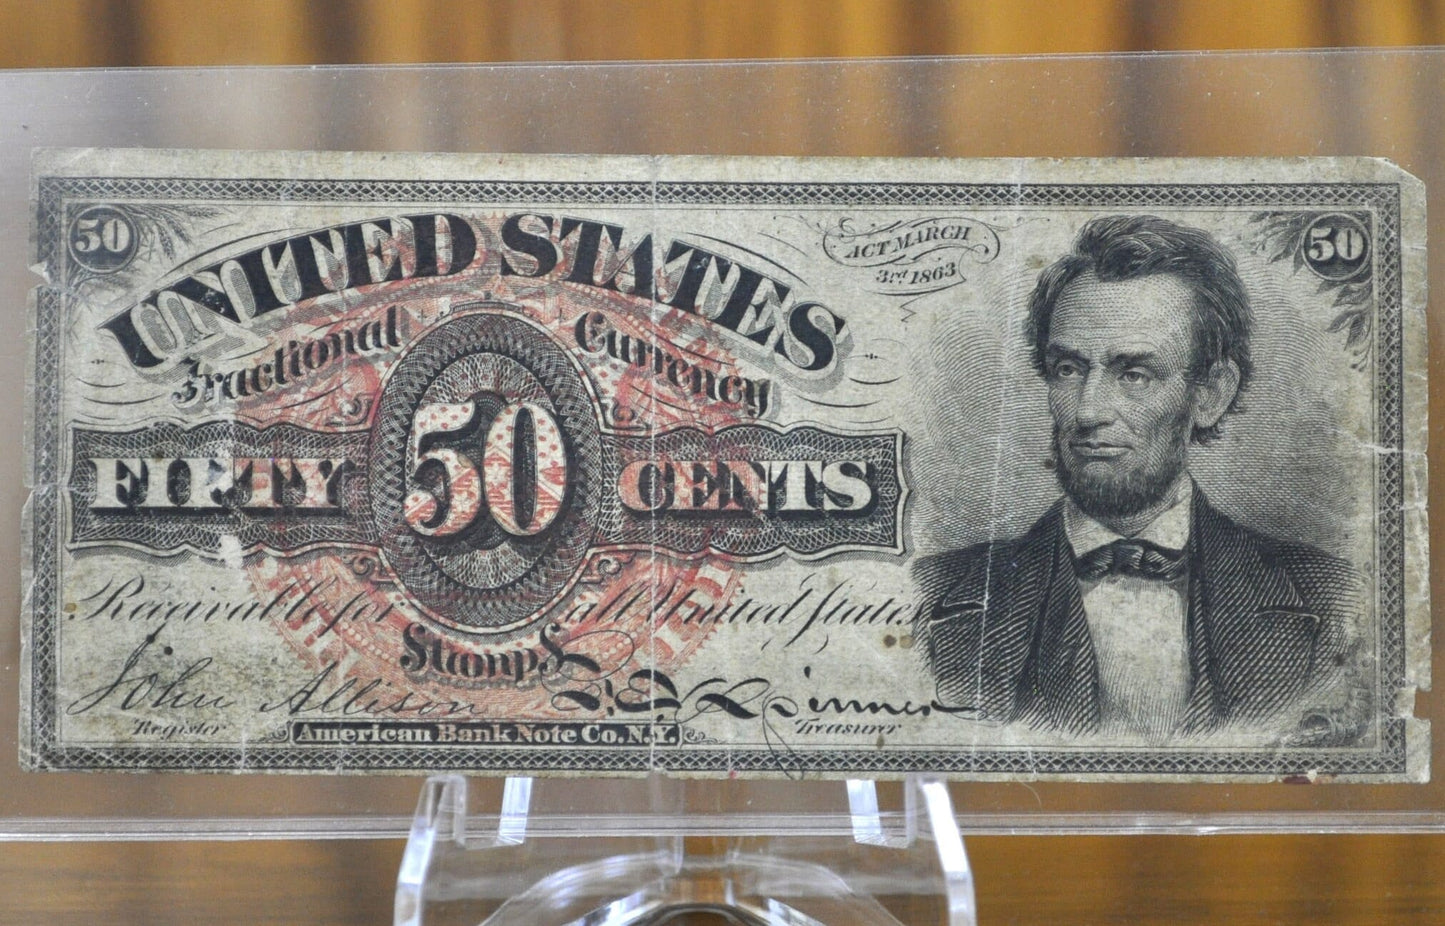 50
UNITED STATES
ACT MARCH
3rd. 1863
50
Fractional Currency
50
FIFTY CENTS
Receivable for all United States
Stamps
John Allison
Register
Treasurer
American Bank Note Co. N.Y.